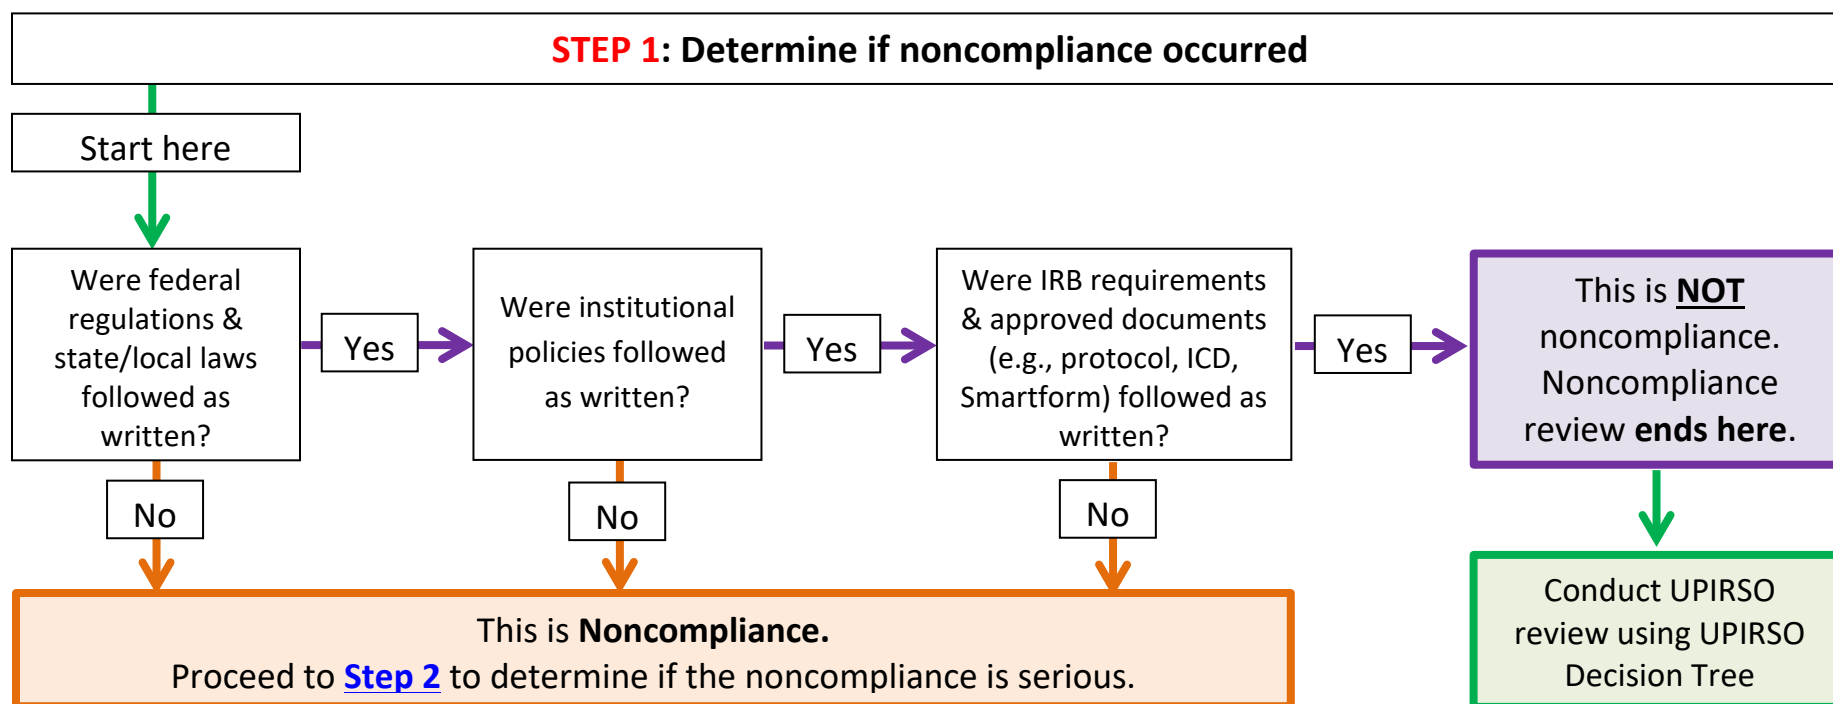 STEP 1: Determine if noncompliance occurred
Start here
Were federal
regulations &
state/local laws
followed as
written?
Yes
Were institutional
policies followed
as written?
Yes
Were IRB requirements
& approved documents
(e.g., protocol, ICD,
Smartform) followed as
written?
Yes
This is NOT
noncompliance.
Noncompliance
review ends here.
No
No
No
This is Noncompliance.
Proceed to Step 2 to determine if the noncompliance is serious.
Conduct UPIRSO
review using UPIRSO
Decision Tree